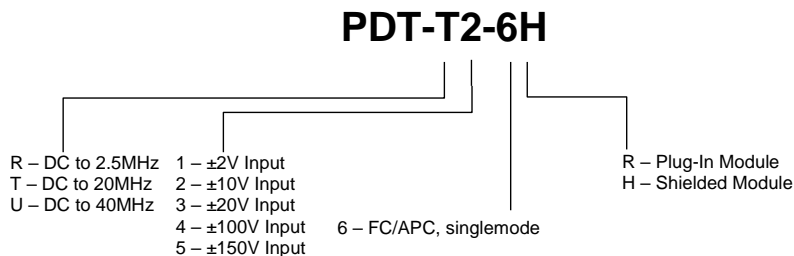 PDT-T2-6H
R – DC to 2.5MHz
T – DC to 20MHz
U – DC to 40MHz
1 – ±2V Input
2 – ±10V Input
3 – ±20V Input
4 – ±100V Input
5 – ±150V Input
6 – FC/APC, singlemode
R – Plug-In Module
H – Shielded Module